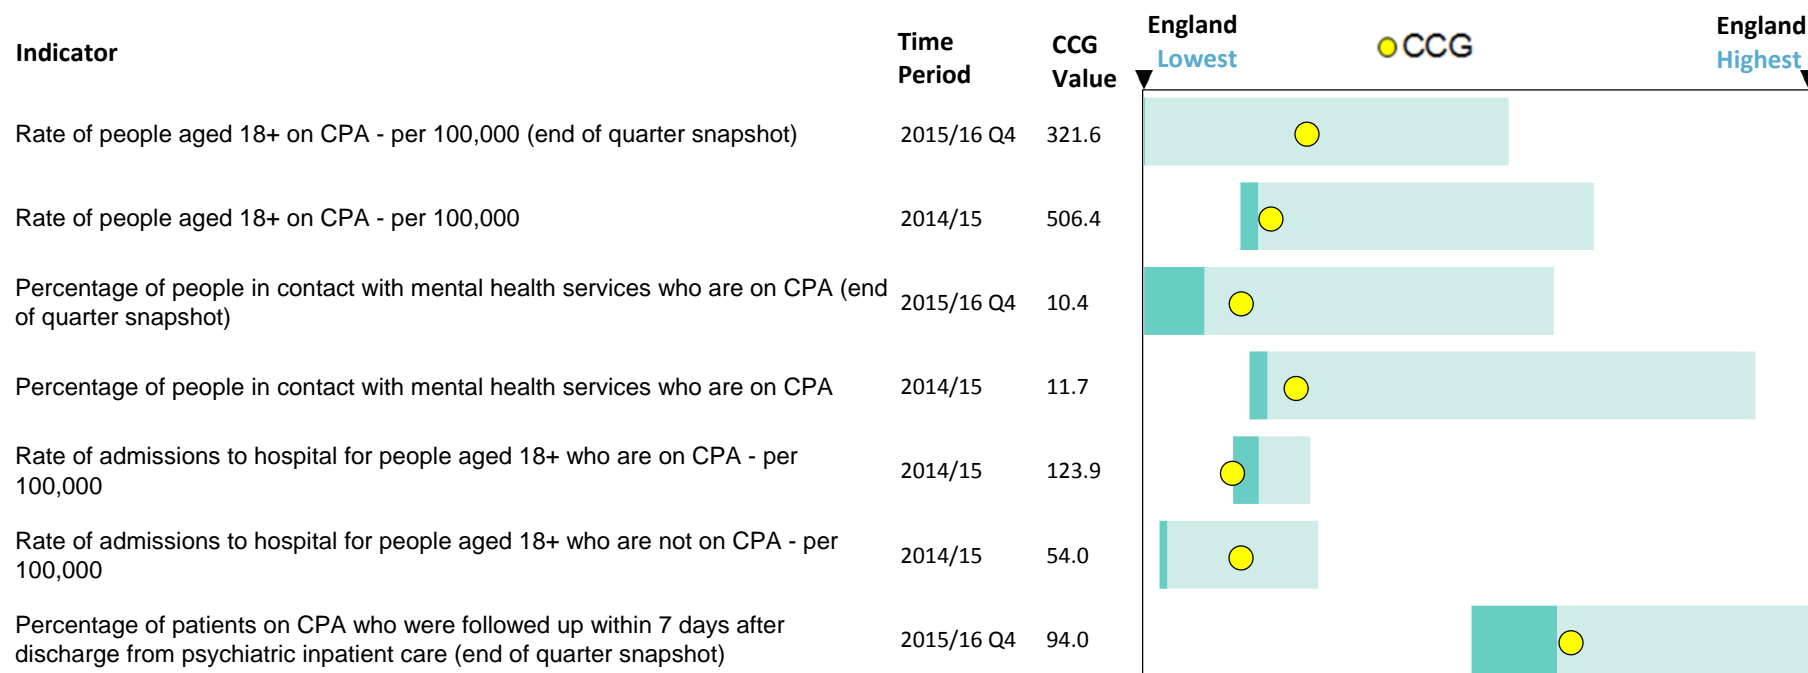 Indicator
Time
Period
CCG
Value
England
Lowest
CCG
England
Highest
Rate of people aged 18+ on CPA - per 100,000 (end of quarter snapshot) 2015/16 Q4 321.6
Rate of people aged 18+ on CPA - per 100,000 2014/15 506.4
Percentage of people in contact with mental health services who are on CPA (end
of quarter snapshot) 2015/16 Q4 10.4
Percentage of people in contact with mental health services who are on CPA 2014/15 11.7
Rate of admissions to hospital for people aged 18+ who are on CPA - per
100,000 2014/15 123.9
Rate of admissions to hospital for people aged 18+ who are not on CPA - per
100,000 2014/15 54.0
Percentage of patients on CPA who were followed up within 7 days after
discharge from psychiatric inpatient care (end of quarter snapshot) 2015/16 Q4 94.0